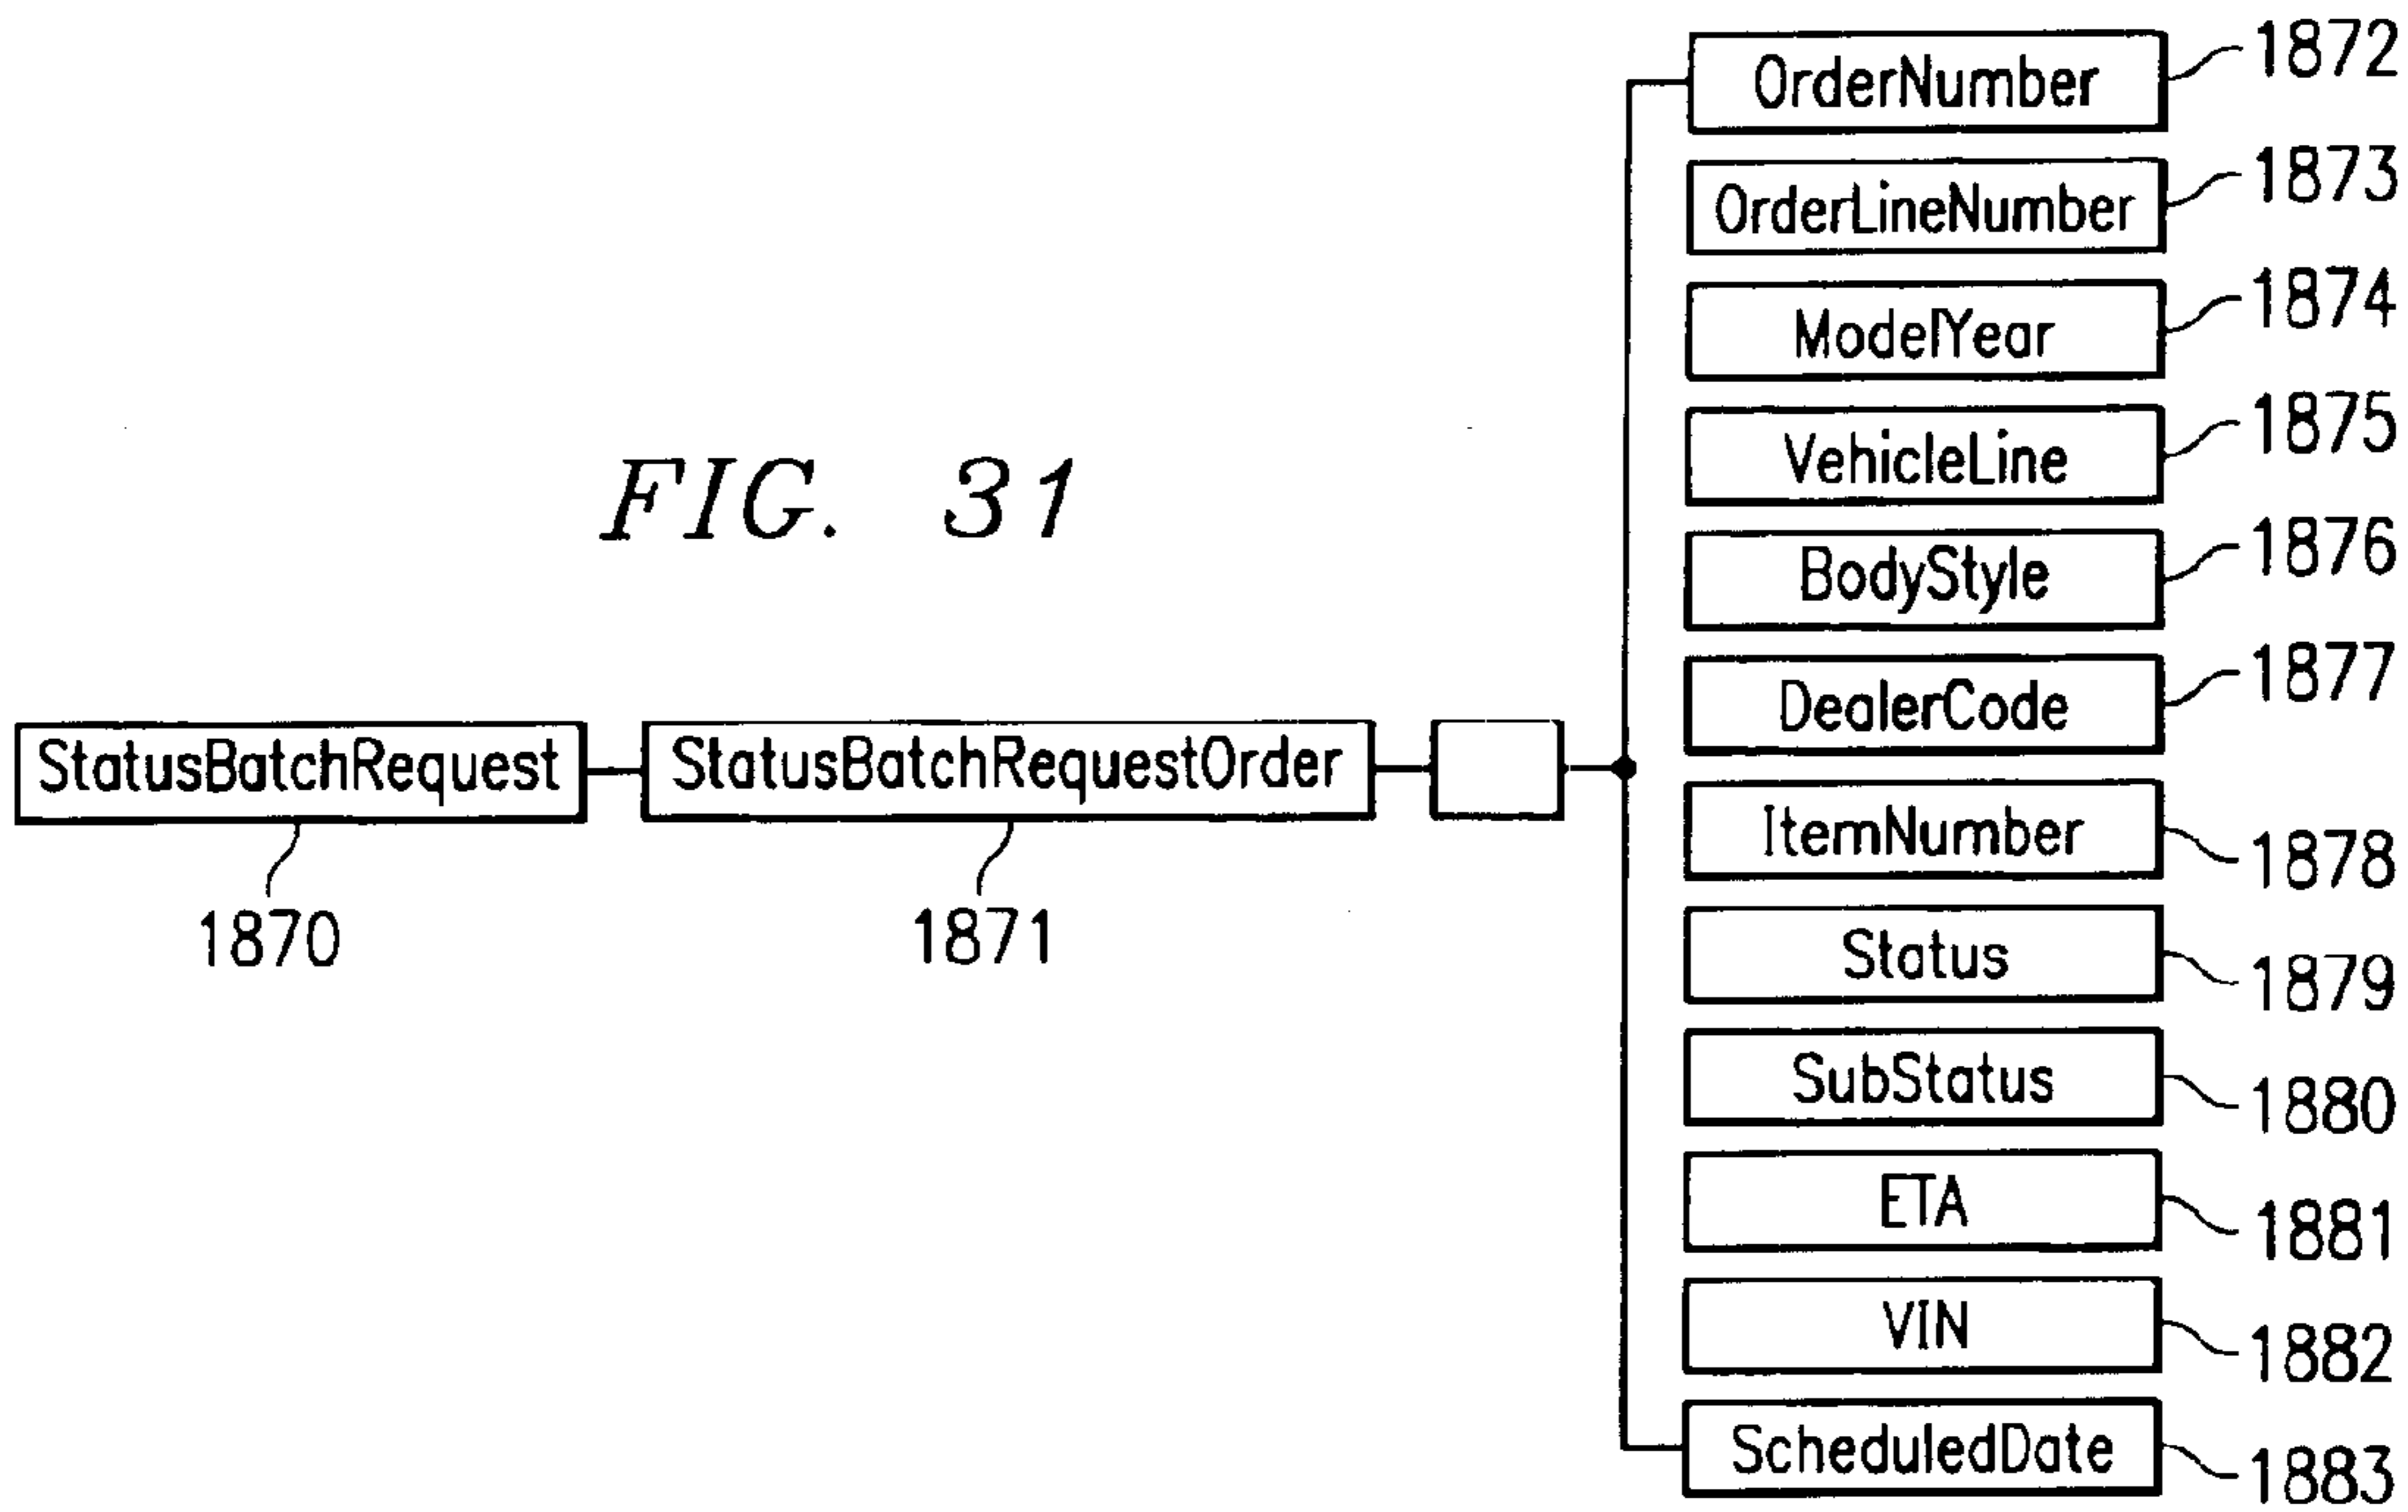 OrderNumber 1872
OrderLineNumber 1873
ModelYear 1874
VehicleLine 1875
FIG. 31
BodyStyle 1876
DealerCode 1877
StatusBatchRequest StatusBatchRequestOrder
ItemNumber 1878
1870 1871
Status 1879
SubStatus 1880
ETA 1881
VIN 1882
ScheduledDate 1883